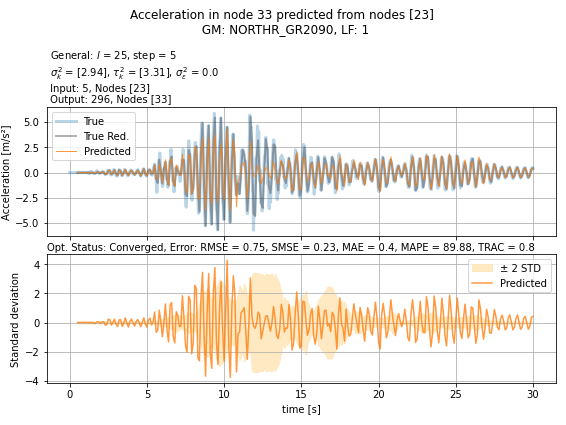 Acceleration in node 33 predicted from nodes [23]
GM: NORTHR_GR2090, LF: 1
General: l = 25, step = 5
σ²ₖ = [2.94], τ²ₖ = [3.31], σ²ε = 0.0
Input: 5, Nodes [23]
Output: 296, Nodes [33]
True
True Red.
Predicted
Acceleration [m/s²]
5.0
2.5
0.0
−2.5
−5.0
Opt. Status: Converged, Error: RMSE = 0.75, SMSE = 0.23, MAE = 0.4, MAPE = 89.88, TRAC = 0.8
± 2 STD
Predicted
Standard deviation
4
2
0
−2
−4
0 5 10 15 20 25 30
time [s]